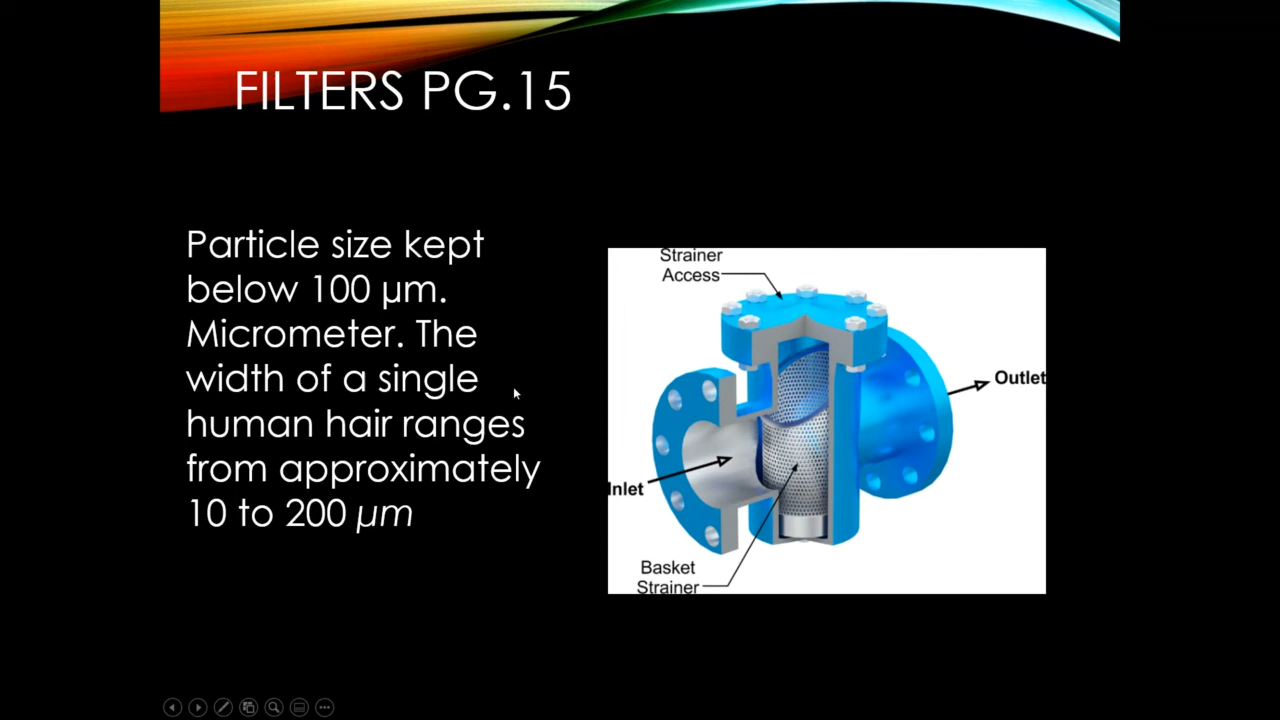 FILTERS PG.15
Particle size kept
below 100 µm.
Micrometer. The
width of a single
human hair ranges
from approximately
10 to 200 µm
Strainer
Access
Outlet
Inlet
Basket
Strainer